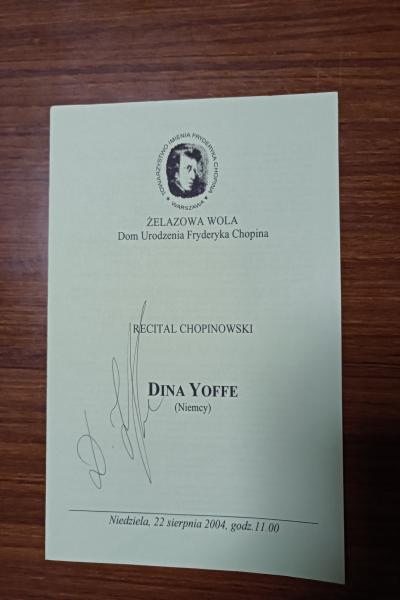 TOWARZYSTWO IMIENIA FRYDERYKA CHOPINA
★ WARSZAWA ★
ŻELAZOWA WOLA
Dom Urodzenia Fryderyka Chopina
RECITAL CHOPINOWSKI
DINA YOFFE
(Niemcy)
Niedziela, 22 sierpnia 2004, godz.11.00